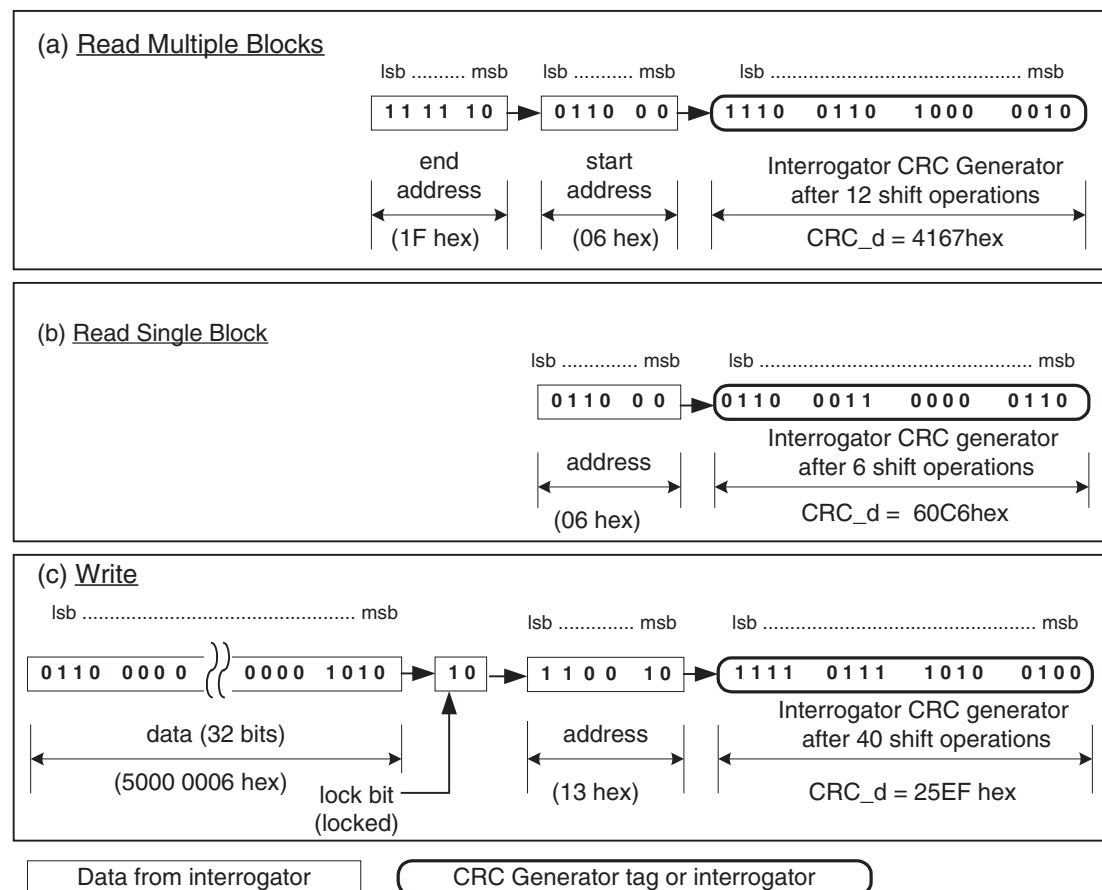 (a) Read Multiple Blocks
lsb .......... msb lsb ........... msb lsb ............................................ msb
11 11 10 0110 00 1110 0110 1000 0010
end address start address Interrogator CRC Generator after 12 shift operations
(1F hex) (06 hex) CRC_d = 4167hex
(b) Read Single Block
lsb .............. msb lsb ............................................... msb
0110 00 0110 0011 0000 0110
address Interrogator CRC generator after 6 shift operations
(06 hex) CRC_d = 60C6hex
(c) Write
lsb .................................................. msb lsb .............. msb lsb ................................................ msb
0110 0000 0000 1010 10 1100 10 1111 0111 1010 0100
data (32 bits) address Interrogator CRC generator after 40 shift operations
(5000 0006 hex) lock bit (locked) (13 hex) CRC_d = 25EF hex
Data from interrogator CRC Generator tag or interrogator